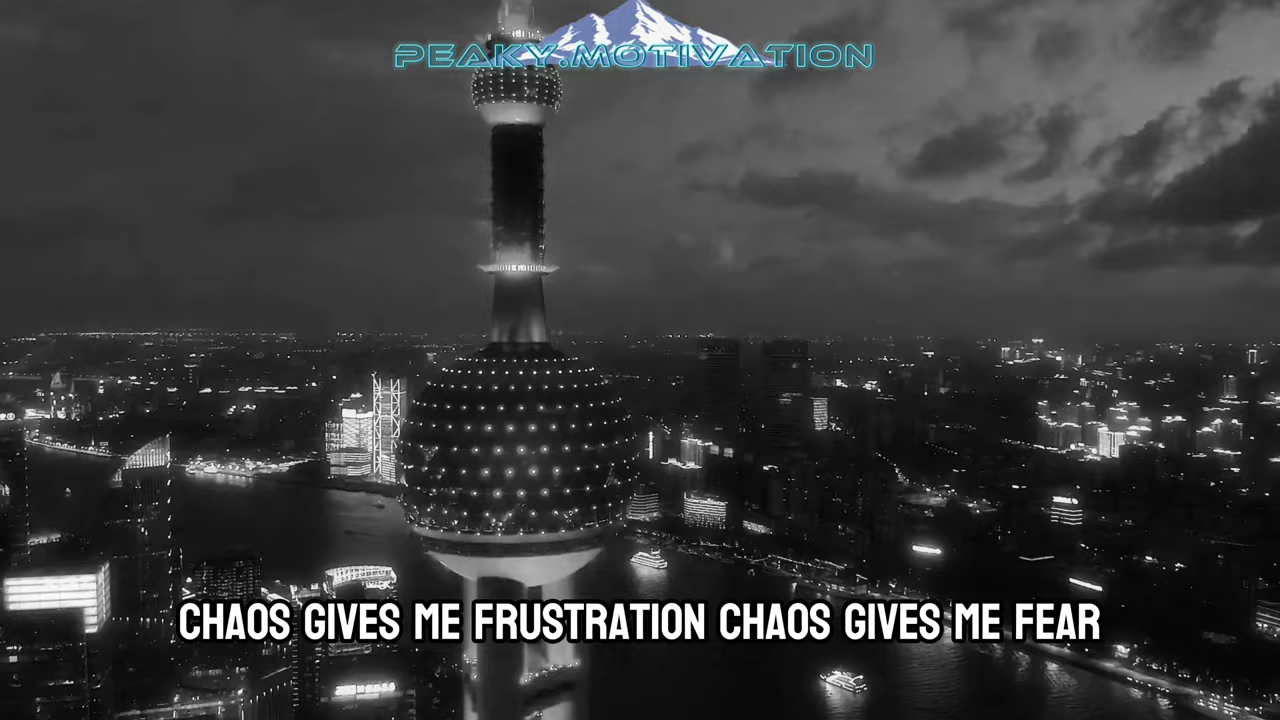 PEAKY.MOTIVATION
CHAOS GIVES ME FRUSTRATION CHAOS GIVES ME FEAR